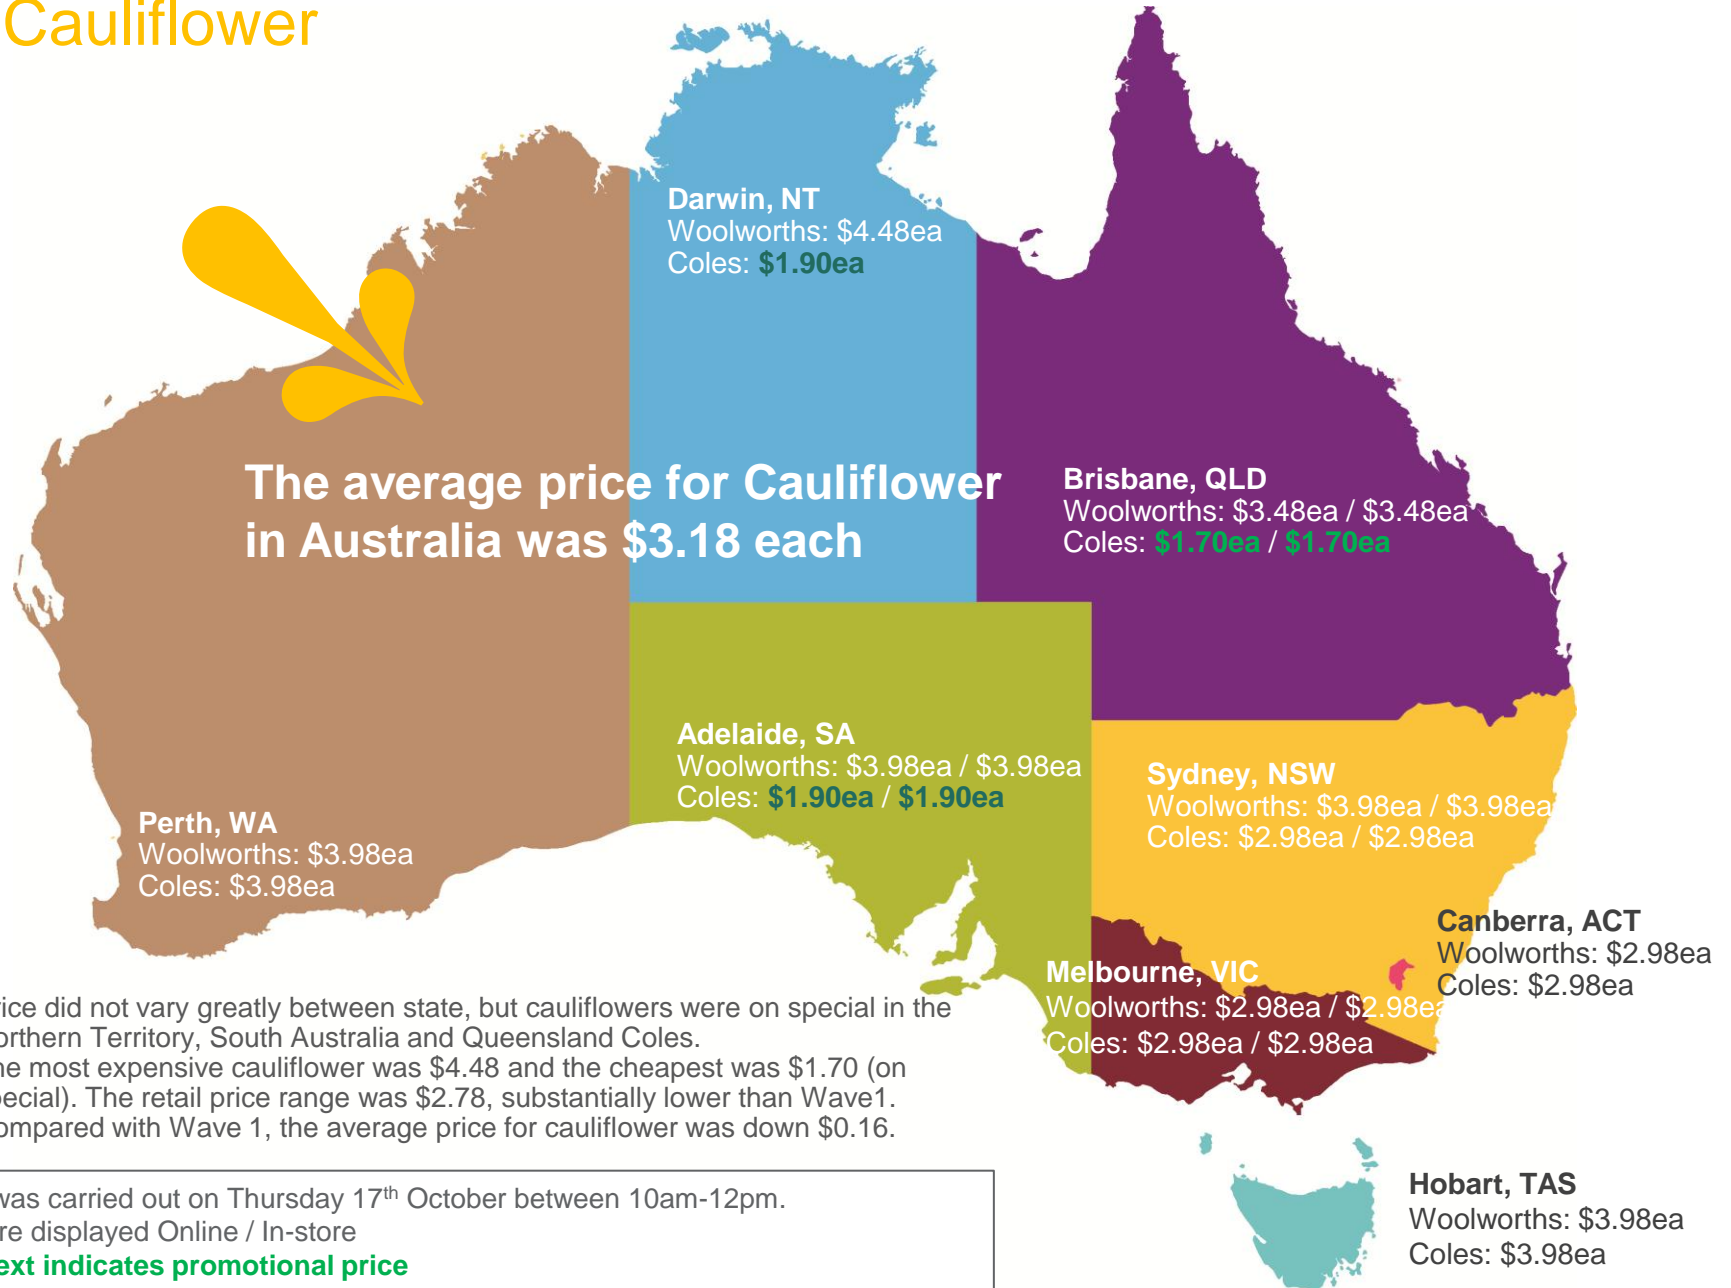 Cauliflower
Darwin, NT
Woolworths: $4.48ea
Coles: $1.90ea
The average price for Cauliflower
in Australia was $3.18 each
Brisbane, QLD
Woolworths: $3.48ea / $3.48ea
Coles: $1.70ea / $1.70ea
Adelaide, SA
Woolworths: $3.98ea / $3.98ea
Coles: $1.90ea / $1.90ea
Sydney, NSW
Woolworths: $3.98ea / $3.98ea
Coles: $2.98ea / $2.98ea
Perth, WA
Woolworths: $3.98ea
Coles: $3.98ea
Canberra, ACT
Woolworths: $2.98ea
Coles: $2.98ea
Melbourne, VIC
Woolworths: $2.98ea / $2.98ea
Coles: $2.98ea / $2.98ea
rice did not vary greatly between state, but cauliflowers were on special in the
orthern Territory, South Australia and Queensland Coles.
he most expensive cauliflower was $4.48 and the cheapest was $1.70 (on
pecial). The retail price range was $2.78, substantially lower than Wave1.
ompared with Wave 1, the average price for cauliflower was down $0.16.
was carried out on Thursday 17th October between 10am-12pm.
re displayed Online / In-store
ext indicates promotional price
Hobart, TAS
Woolworths: $3.98ea
Coles: $3.98ea